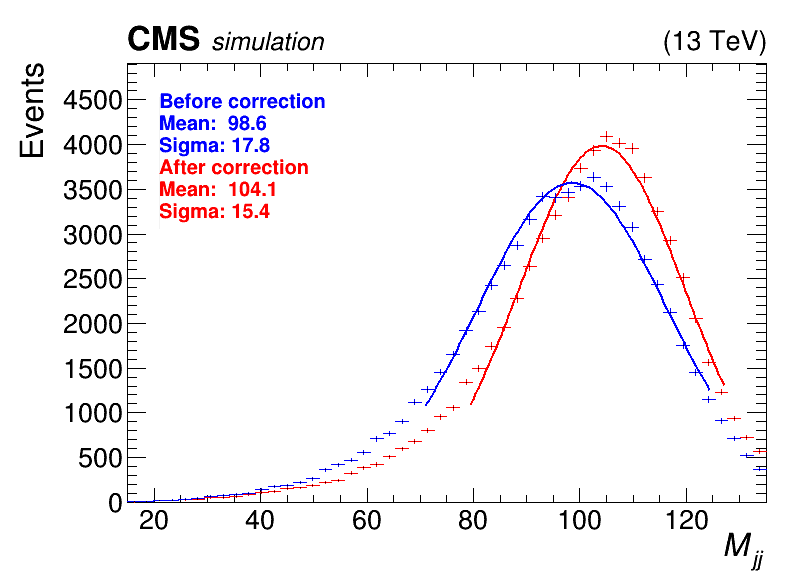 CMS simulation (13 TeV)
Events
4500
4000
3500
3000
2500
2000
1500
1000
500
0
Before correction
Mean: 98.6
Sigma: 17.8
After correction
Mean: 104.1
Sigma: 15.4
20 40 60 80 100 120
M_jj